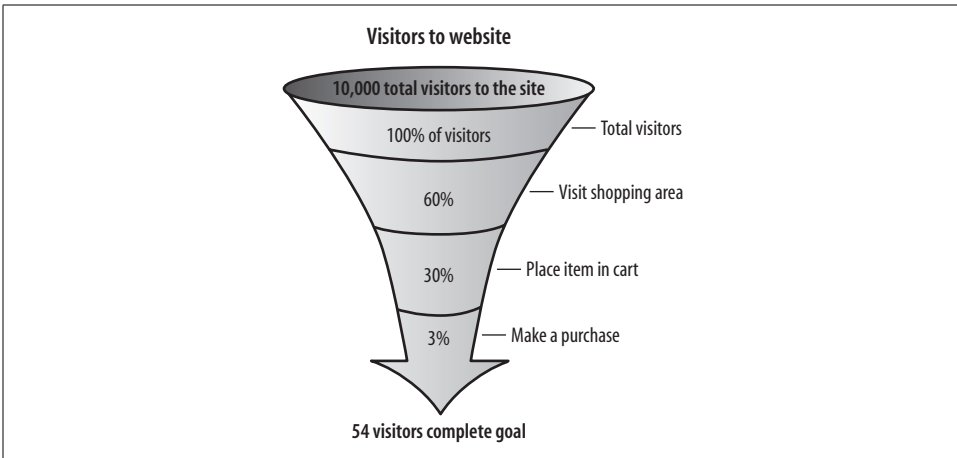 Visitors to website
10,000 total visitors to the site
100% of visitors
Total visitors
60%
Visit shopping area
30%
Place item in cart
3%
Make a purchase
54 visitors complete goal